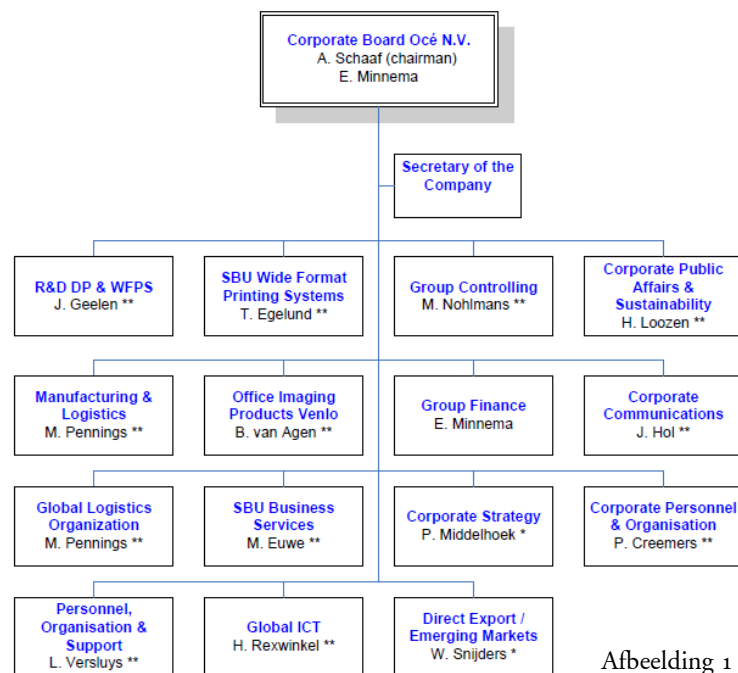 Corporate Board Océ N.V.
A. Schaaf (chairman)
E. Minnema
Secretary of the
Company
R&D DP & WFPS
J. Geelen **
SBU Wide Format
Printing Systems
T. Egelund **
Group Controlling
M. Nohlmans **
Corporate Public
Affairs &
Sustainability
H. Loozen **
Manufacturing &
Logistics
M. Pennings **
Office Imaging
Products Venlo
B. van Agen **
Group Finance
E. Minnema
Corporate
Communications
J. Hol **
Global Logistics
Organization
M. Pennings **
SBU Business
Services
M. Euwe **
Corporate Strategy
P. Middelhoek *
Corporate Personnel
& Organisation
P. Creemers **
Personnel,
Organisation &
Support
L. Versluys **
Global ICT
H. Rexwinkel **
Direct Export /
Emerging Markets
W. Snijders *
Afbeelding 1